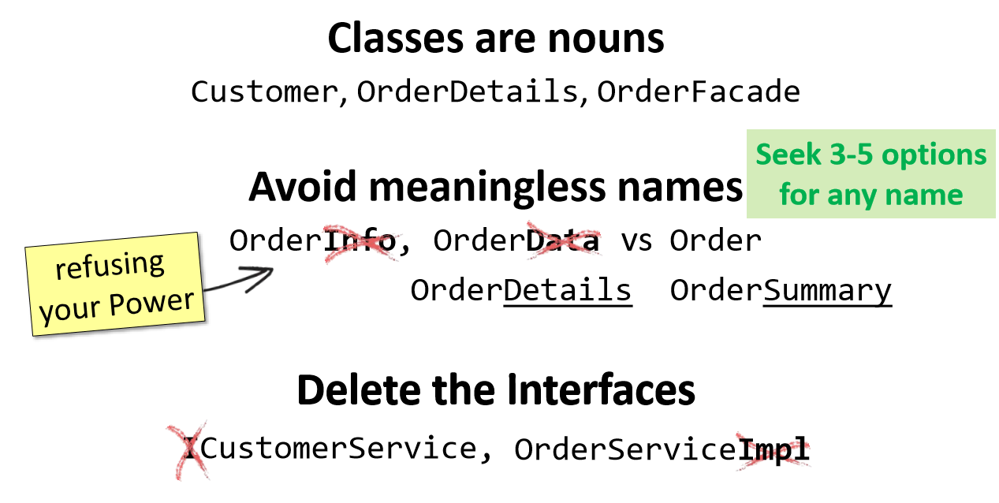 Classes are nouns
Customer, OrderDetails, OrderFacade
Seek 3-5 options
for any name
Avoid meaningless names
OrderInfo, OrderData vs Order
refusing
your Power
OrderDetails OrderSummary
Delete the Interfaces
ICustomerService, OrderServiceImpl